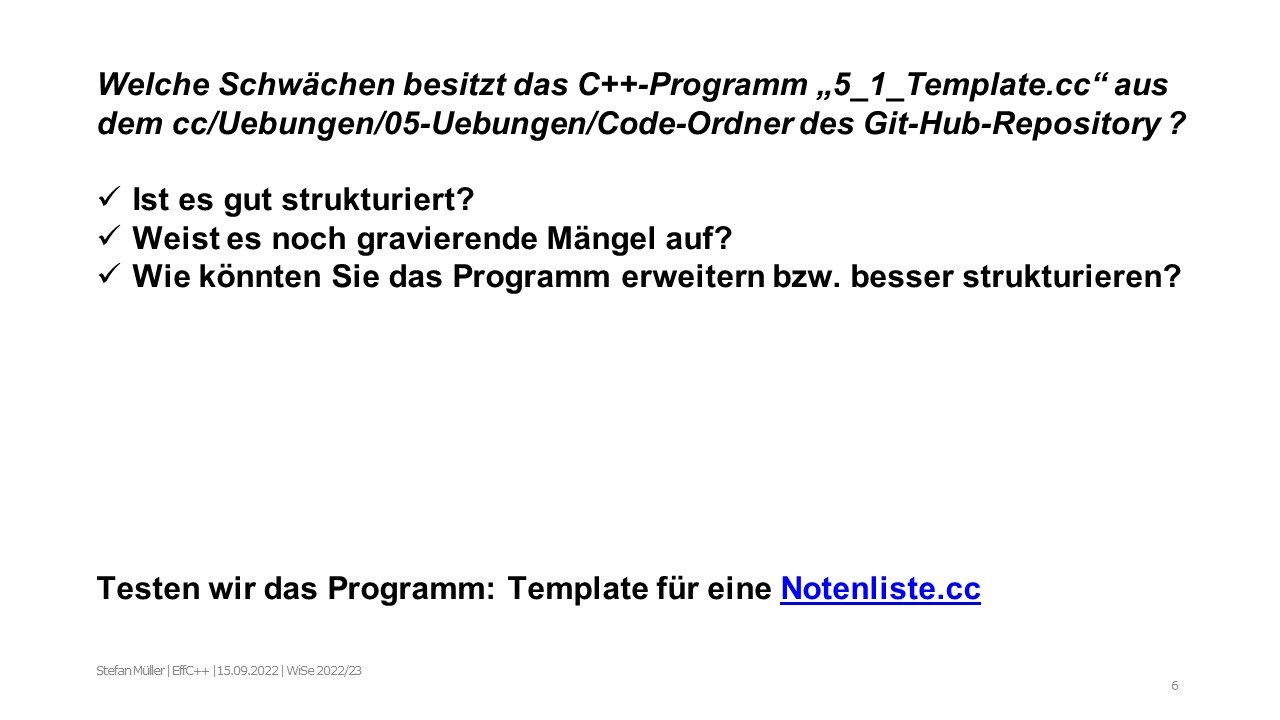 Welche Schwächen besitzt das C++-Programm „5_1_Template.cc“ aus
dem cc/Uebungen/05-Uebungen/Code-Ordner des Git-Hub-Repository ?
✓ Ist es gut strukturiert?
✓ Weist es noch gravierende Mängel auf?
✓ Wie könnten Sie das Programm erweitern bzw. besser strukturieren?
Testen wir das Programm: Template für eine Notenliste.cc
Stefan Müller | EffC++ |15.09.2022 | WiSe 2022/23
6